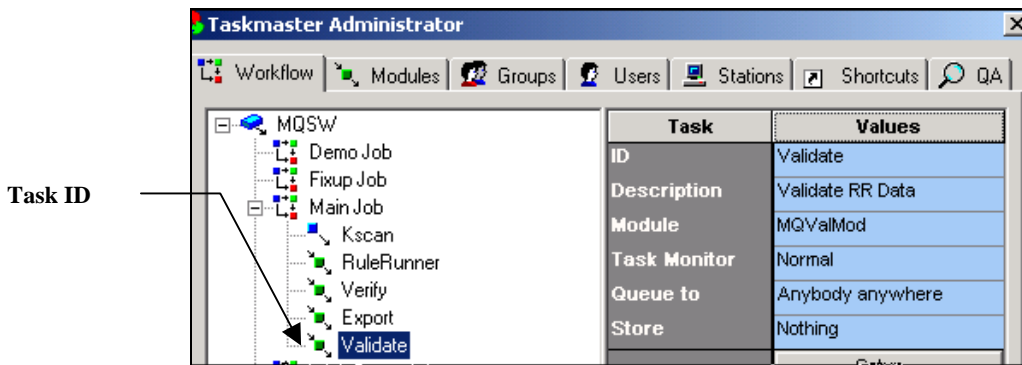 Taskmaster Administrator
Workflow Modules Groups Users Stations Shortcuts QA
MQSW
Demo Job
Fixup Job
Main Job
Kscan
RuleRunner
Verify
Export
Validate
Task ID
Task Values
ID Validate
Description Validate RR Data
Module MQValMod
Task Monitor Normal
Queue to Anybody anywhere
Store Nothing